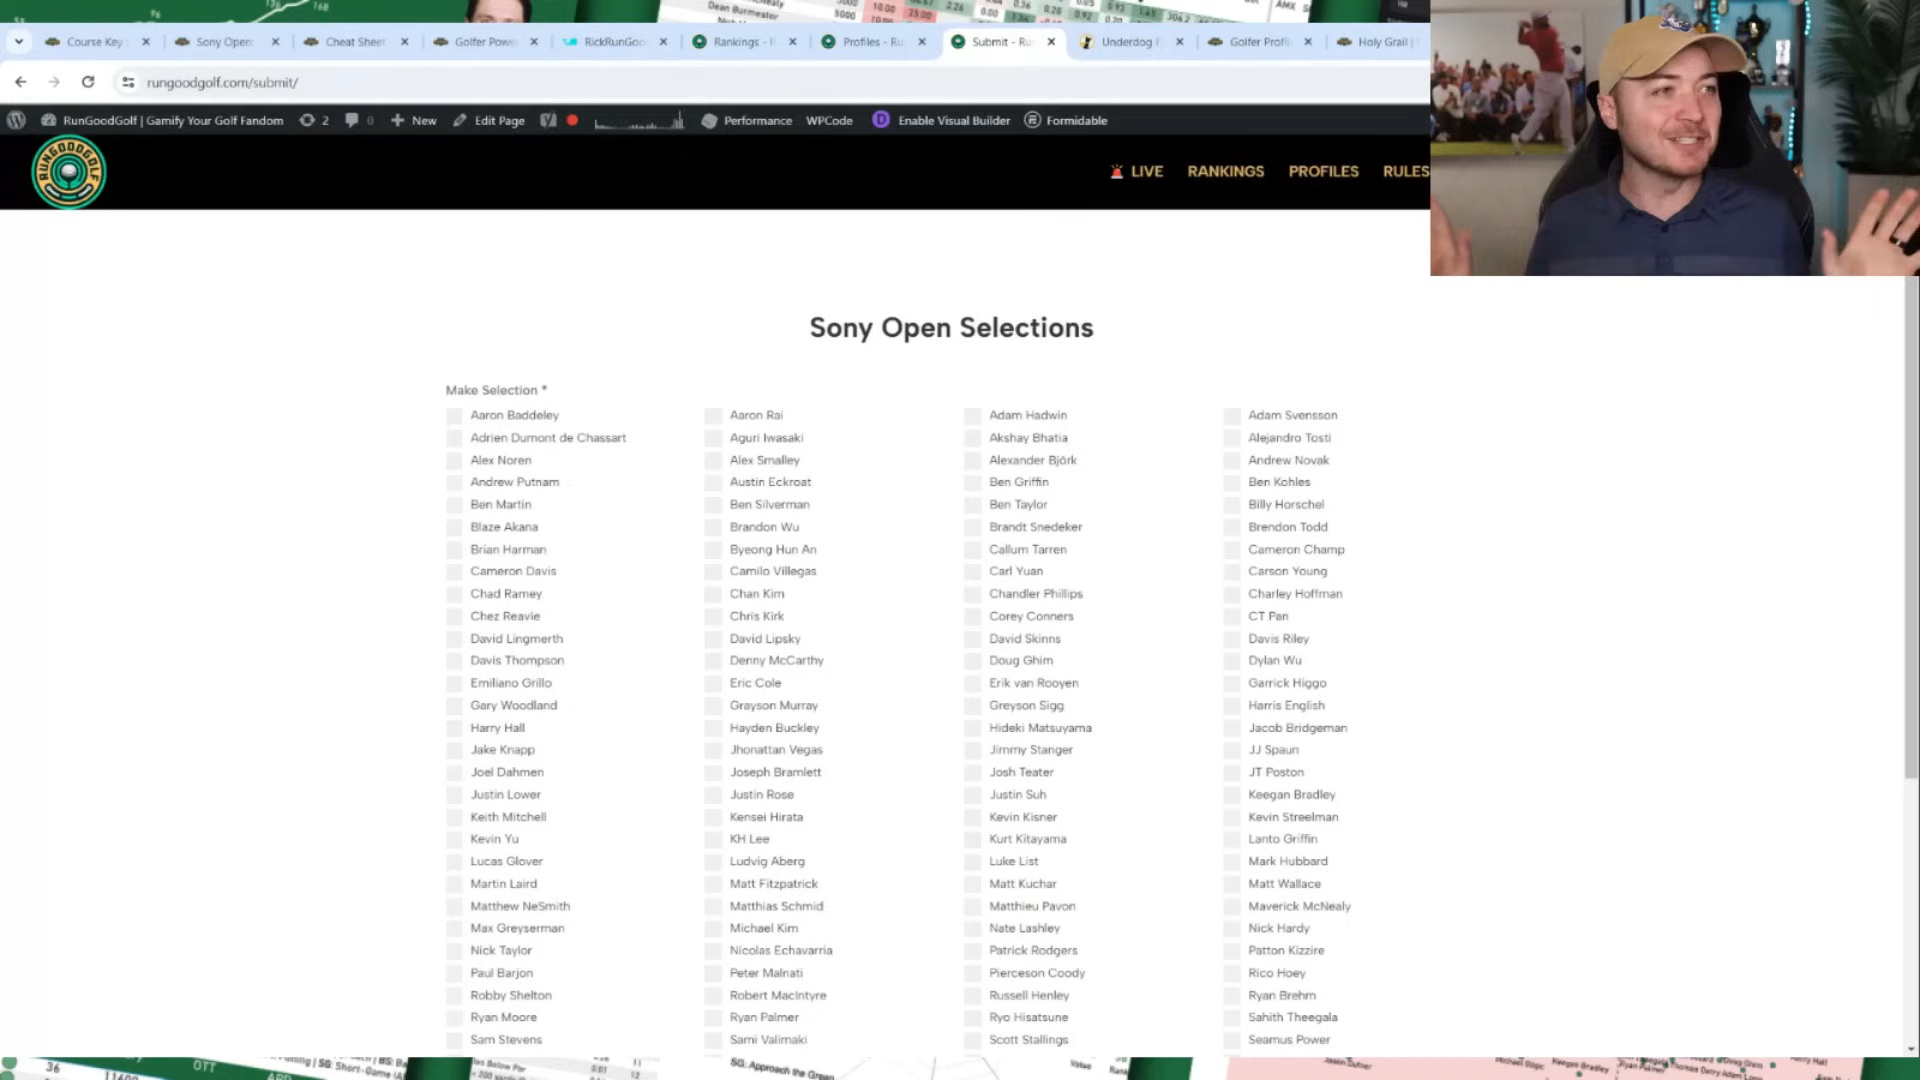 Course Key
Sony Open:
Cheat Sheet
Golfer Powe
RickRunGoo
Rankings - R
Profiles - Ru
Submit - Ru
Underdog
Golfer Profil
Holy Grail |
rungoodgolf.com/submit/
RunGoodGolf | Gamify Your Golf Fandom
2
0
New
Edit Page
Performance
WPCode
Enable Visual Builder
Formidable
RUNGOODGOLF
LIVE
RANKINGS
PROFILES
RULES
Sony Open Selections
Make Selection *
Aaron Baddeley Aaron Rai Adam Hadwin Adam Svensson
Adrien Dumont de Chassart Aguri Iwasaki Akshay Bhatia Alejandro Tosti
Alex Noren Alex Smalley Alexander Björk Andrew Novak
Andrew Putnam Austin Eckroat Ben Griffin Ben Kohles
Ben Martin Ben Silverman Ben Taylor Billy Horschel
Blaze Akana Brandon Wu Brandt Snedeker Brendon Todd
Brian Harman Byeong Hun An Callum Tarren Cameron Champ
Cameron Davis Camilo Villegas Carl Yuan Carson Young
Chad Ramey Chan Kim Chandler Phillips Charley Hoffman
Chez Reavie Chris Kirk Corey Conners CT Pan
David Lingmerth David Lipsky David Skinns Davis Riley
Davis Thompson Denny McCarthy Doug Ghim Dylan Wu
Emiliano Grillo Eric Cole Erik van Rooyen Garrick Higgo
Gary Woodland Grayson Murray Greyson Sigg Harris English
Harry Hall Hayden Buckley Hideki Matsuyama Jacob Bridgeman
Jake Knapp Jhonattan Vegas Jimmy Stanger JJ Spaun
Joel Dahmen Joseph Bramlett Josh Teater JT Poston
Justin Lower Justin Rose Justin Suh Keegan Bradley
Keith Mitchell Kensei Hirata Kevin Kisner Kevin Streelman
Kevin Yu KH Lee Kurt Kitayama Lanto Griffin
Lucas Glover Ludvig Aberg Luke List Mark Hubbard
Martin Laird Matt Fitzpatrick Matt Kuchar Matt Wallace
Matthew NeSmith Matthias Schmid Matthieu Pavon Maverick McNealy
Max Greyserman Michael Kim Nate Lashley Nick Hardy
Nick Taylor Nicolas Echavarria Patrick Rodgers Patton Kizzire
Paul Barjon Peter Malnati Pierceson Coody Rico Hoey
Robby Shelton Robert MacIntyre Russell Henley Ryan Brehm
Ryan Moore Ryan Palmer Ryo Hisatsune Sahith Theegala
Sam Stevens Sami Valimaki Scott Stallings Seamus Power
36
OTT
SG: Approach the Green
Value